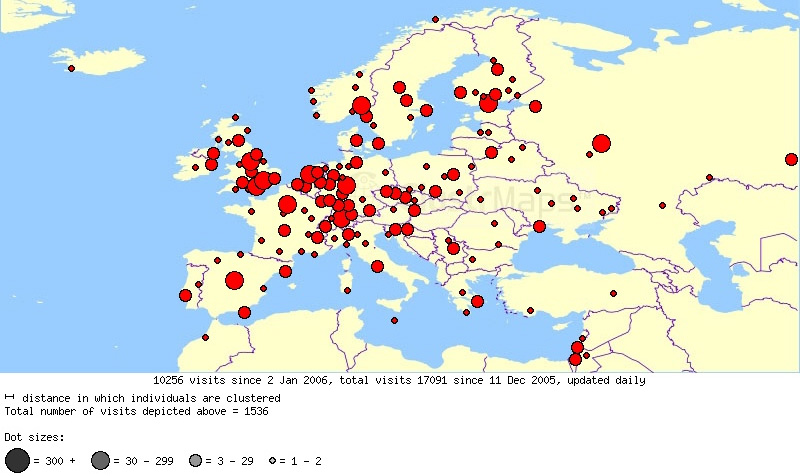 10256 visits since 2 Jan 2006, total visits 17091 since 11 Dec 2005, updated daily
distance in which individuals are clustered
Total number of visits depicted above = 1536
Dot sizes:
= 300 + = 30 - 299 = 3 - 29 = 1 - 2